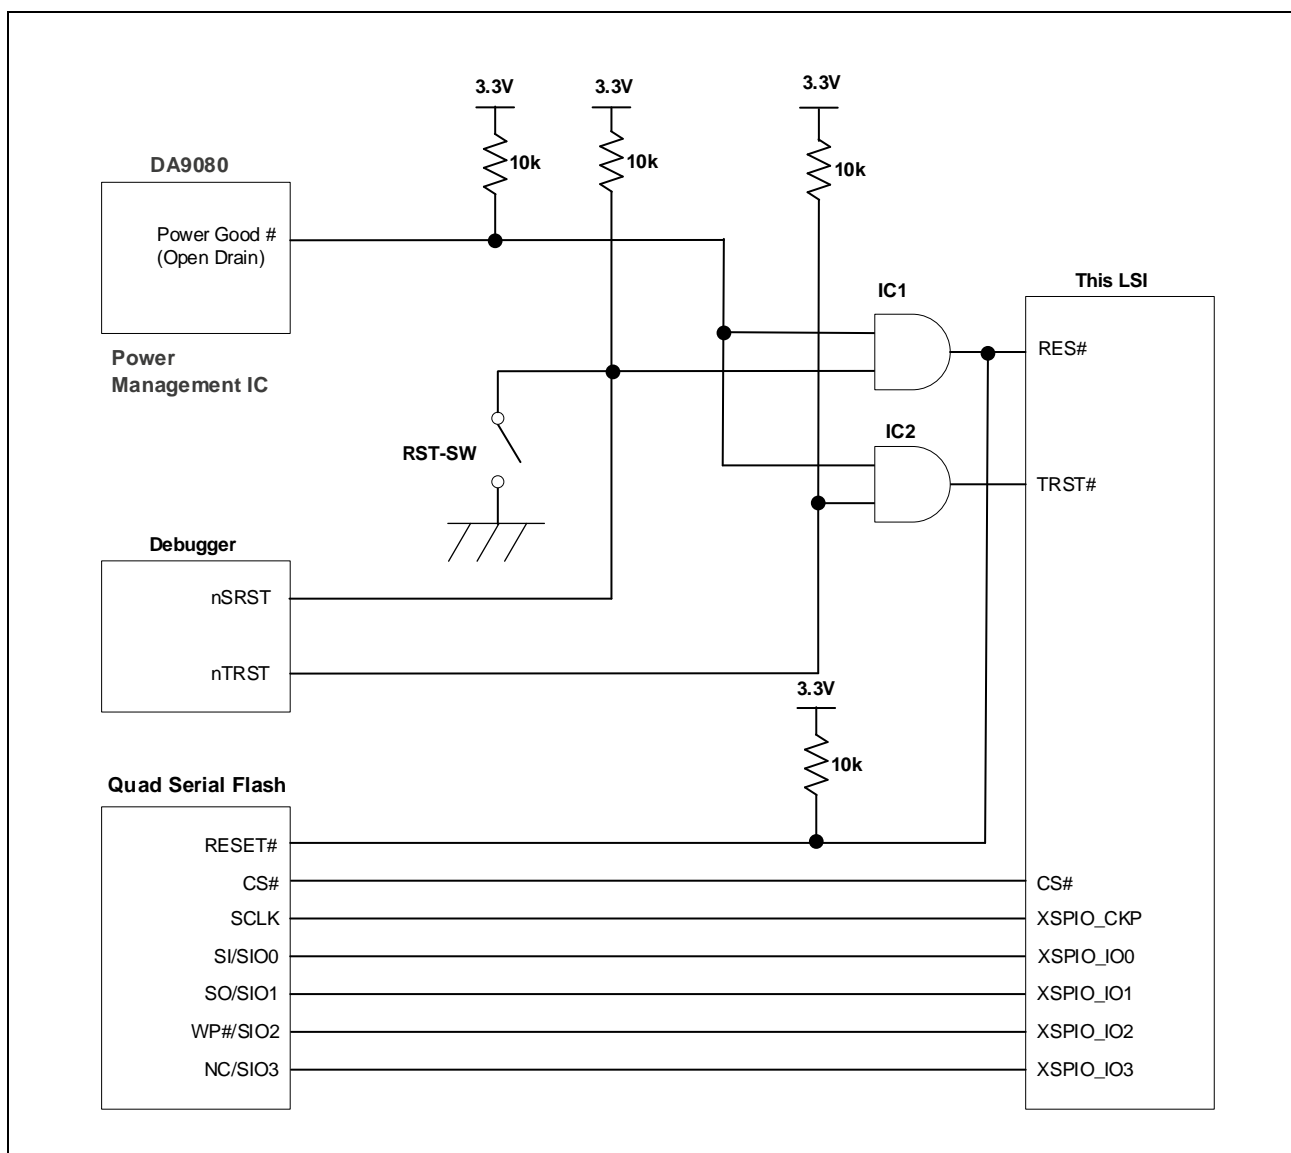 3.3V
3.3V
3.3V
10k
10k
10k
DA9080
Power Good #
(Open Drain)
Power
Management IC
IC1
This LSI
RES#
IC2
RST-SW
TRST#
Debugger
nSRST
nTRST
3.3V
10k
Quad Serial Flash
RESET#
CS#
CS#
SCLK
XSPIO_CKP
SI/SIO0
XSPIO_IO0
SO/SIO1
XSPIO_IO1
WP#/SIO2
XSPIO_IO2
NC/SIO3
XSPIO_IO3